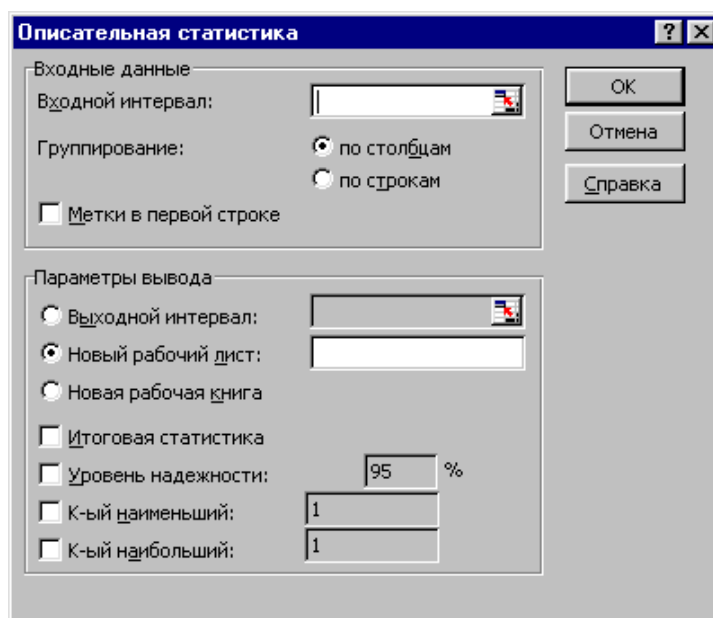 Описательная статистика
Входные данные
Входной интервал:
Группирование:
по столбцам
по строкам
Метки в первой строке
OK
Отмена
Справка
Параметры вывода
Выходной интервал:
Новый рабочий лист:
Новая рабочая книга
Итоговая статистика
Уровень надежности: 95 %
К-ый наименьший: 1
К-ый наибольший: 1